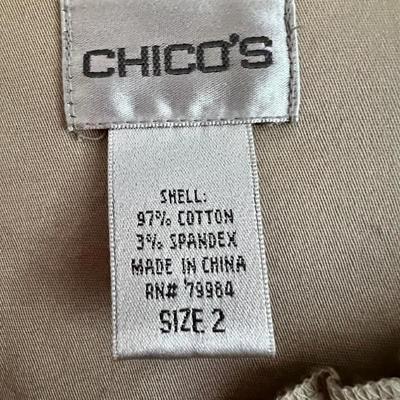 CHICO'S
SHELL:
97% COTTON
3% SPANDEX
MADE IN CHINA
RN# 79984
SIZE 2